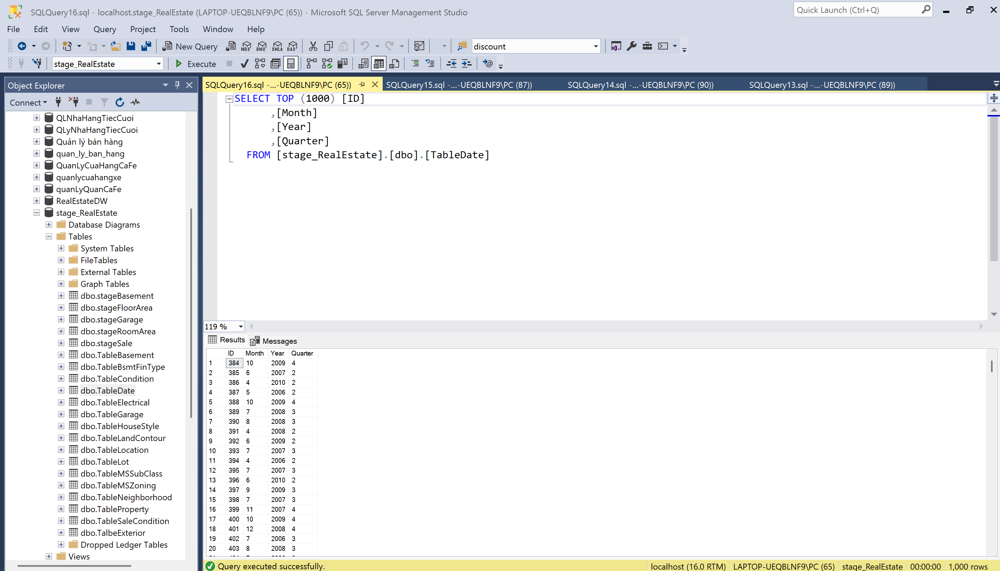 SQLQuery16.sql - localhost.stage_RealEstate (LAPTOP-UEQBLNF9\PC (65)) - Microsoft SQL Server Management Studio
Quick Launch (Ctrl+Q)
File Edit View Query Project Tools Window Help
New Query MDX DMX XMLA DAX discount
stage_RealEstate Execute
Object Explorer
Connect
QLNhaHangTiecCuoi
QLyNhaHangTiecCuoi
Quản lý bán hàng
quan_ly_ban_hang
QuanLyCuaHangCaFe
quanlycuahangxe
quanLyQuanCaFe
RealEstateDW
stage_RealEstate
Database Diagrams
Tables
System Tables
FileTables
External Tables
Graph Tables
dbo.stageBasement
dbo.stageFloorArea
dbo.stageGarage
dbo.stageRoomArea
dbo.stageSale
dbo.TableBasement
dbo.TableBsmtFinType
dbo.TableCondition
dbo.TableDate
dbo.TableElectrical
dbo.TableGarage
dbo.TableHouseStyle
dbo.TableLandContour
dbo.TableLocation
dbo.TableLot
dbo.TableMSSubClass
dbo.TableMSZoning
dbo.TableNeighborhood
dbo.TableProperty
dbo.TableSaleCondition
dbo.TalbeExterior
Dropped Ledger Tables
Views
SQLQuery16.sql -...-UEQBLNF9\PC (65)) SQLQuery15.sql -...-UEQBLNF9\PC (87)) SQLQuery14.sql -...-UEQBLNF9\PC (90)) SQLQuery13.sql -...-UEQBLNF9\PC (89))
SELECT TOP (1000) [ID]
,[Month]
,[Year]
,[Quarter]
FROM [stage_RealEstate].[dbo].[TableDate]
119 %
Results Messages
ID Month Year Quarter
1 384 10 2009 4
2 385 6 2007 2
3 386 4 2010 2
4 387 5 2006 2
5 388 10 2009 4
6 389 7 2008 3
7 390 8 2008 3
8 391 4 2008 2
9 392 6 2009 2
10 393 7 2007 3
11 394 4 2006 2
12 395 7 2007 3
13 396 6 2010 2
14 397 9 2009 3
15 398 7 2007 3
16 399 11 2007 4
17 400 10 2009 4
18 401 12 2008 4
19 402 7 2006 3
20 403 8 2008 3
Query executed successfully. localhost (16.0 RTM) LAPTOP-UEQBLNF9\PC (65) stage_RealEstate 00:00:00 1,000 rows